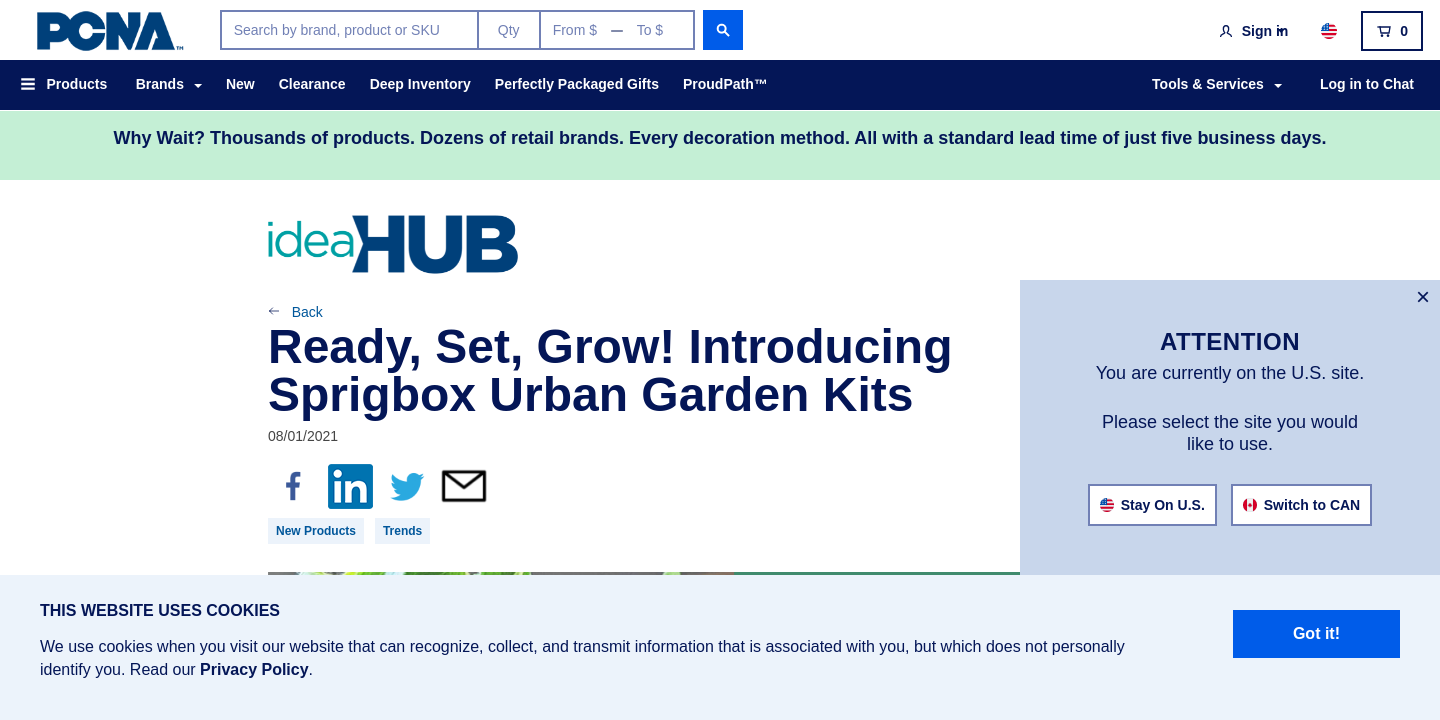 PCNA™
Search by brand, product or SKU
Qty
From $ — To $
Sign in
0
Products
Brands
New
Clearance
Deep Inventory
Perfectly Packaged Gifts
ProudPath™
Tools & Services
Log in to Chat
Why Wait? Thousands of products. Dozens of retail brands. Every decoration method. All with a standard lead time of just five business days.
ideaHUB
Back
Ready, Set, Grow! Introducing
Sprigbox Urban Garden Kits
08/01/2021
New Products
Trends
ATTENTION
You are currently on the U.S. site.
Please select the site you would
like to use.
Stay On U.S.
Switch to CAN
THIS WEBSITE USES COOKIES
We use cookies when you visit our website that can recognize, collect, and transmit information that is associated with you, but which does not personally
identify you. Read our Privacy Policy.
Got it!